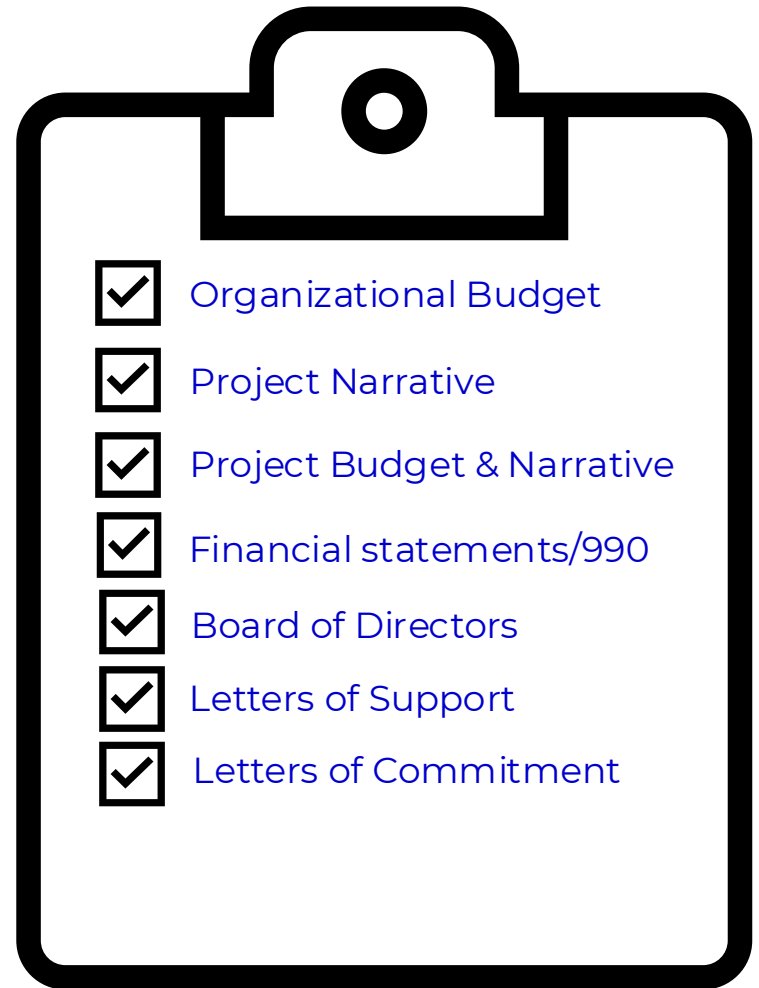 Organizational Budget
Project Narrative
Project Budget & Narrative
Financial statements/990
Board of Directors
Letters of Support
Letters of Commitment